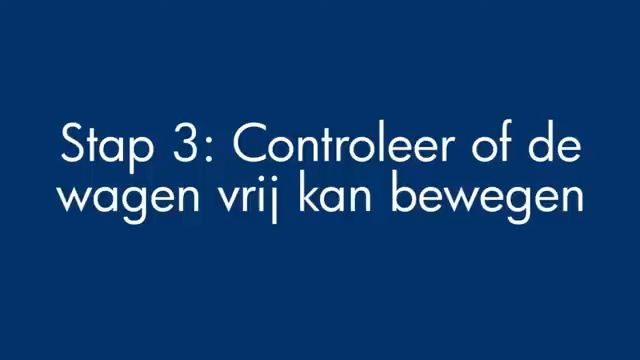 Stap 3: Controleer of de
wagen vrij kan bewegen